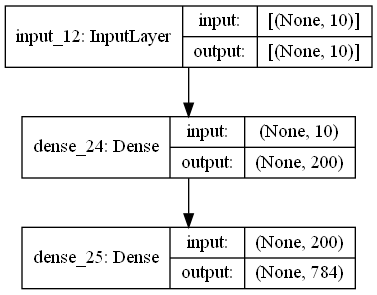 input_12: InputLayer
input: [(None, 10)]
output: [(None, 10)]
dense_24: Dense
input: (None, 10)
output: (None, 200)
dense_25: Dense
input: (None, 200)
output: (None, 784)